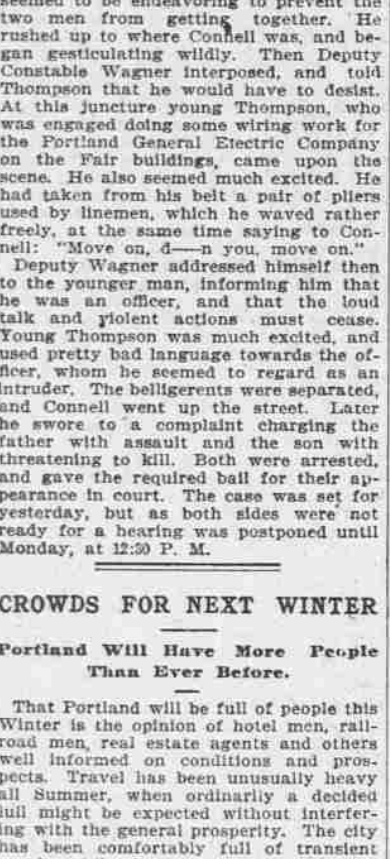 seemed to be endeavoring to prevent the
two men from getting together. He
rushed up to where Connell was, and be-
gan gesticulating wildly. Then Deputy
Constable Wagner interposed, and told
Thompson that he would have to desist.
At this juncture young Thompson, who
was engaged doing some wiring work for
the Portland General Electric Company
on the Fair buildings, came upon the
scene. He also seemed much excited. He
had taken from his belt a pair of pliers
used by linemen, which he waved rather
freely, at the same time saying to Con-
nell: "Move on, d—n you, move on."
Deputy Wagner addressed himself then
to the younger man, informing him that
he was an officer, and that the loud
talk and violent actions must cease.
Young Thompson was much excited, and
used pretty bad language towards the of-
ficer, whom he seemed to regard as an
intruder. The belligerents were separated,
and Connell went up the street. Later
he swore to a complaint charging the
father with assault and the son with
threatening to kill. Both were arrested,
and gave the required bail for their ap-
pearance in court. The case was set for
yesterday, but as both sides were not
ready for a hearing was postponed until
Monday, at 12:30 P. M.
CROWDS FOR NEXT WINTER
Portland Will Have More People
Than Ever Before.
That Portland will be full of people this
Winter is the opinion of hotel men, rail-
road men, real estate agents and others
well informed on conditions and pros-
pects. Travel has been unusually heavy
all Summer, when ordinarily a decided
lull might be expected without interfer-
ing with the general prosperity. The city
has been comfortably full of transient